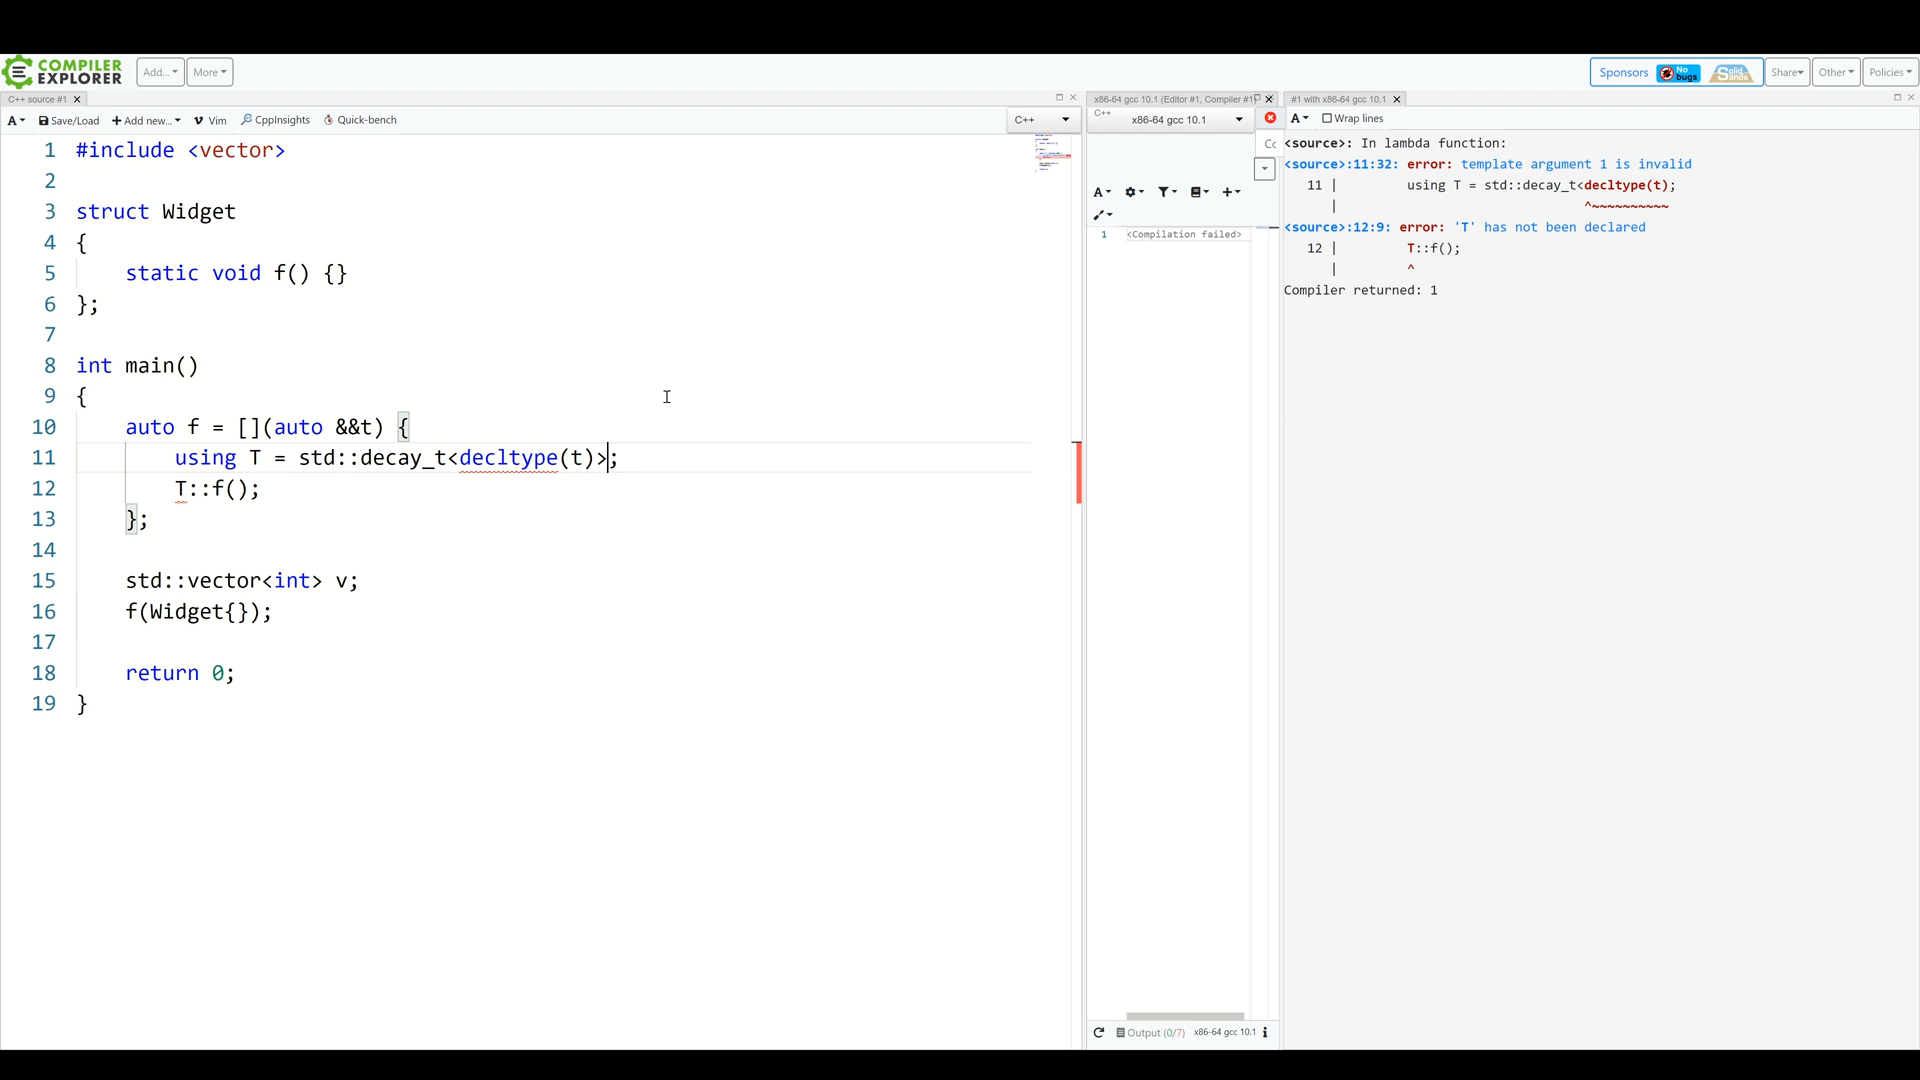 COMPILER
EXPLORER
Add...
More
Sponsors
No bugs
Solid Sands
Share
Other
Policies
C++ source #1
A
Save/Load
Add new...
Vim
CppInsights
Quick-bench
C++
1 #include <vector>
2
3 struct Widget
4 {
5 static void f() {}
6 };
7
8 int main()
9 {
10 auto f = [](auto &&t) {
11 using T = std::decay_t<decltype(t)>;
12 T::f();
13 };
14
15 std::vector<int> v;
16 f(Widget{});
17
18 return 0;
19 }
x86-64 gcc 10.1 (Editor #1, Compiler #1)
C++
x86-64 gcc 10.1
Co
A
1 <Compilation failed>
Output (0/7) x86-64 gcc 10.1
#1 with x86-64 gcc 10.1
A
Wrap lines
<source>: In lambda function:
<source>:11:32: error: template argument 1 is invalid
11 | using T = std::decay_t<decltype(t);
| ^~~~~~~~~~~
<source>:12:9: error: 'T' has not been declared
12 | T::f();
| ^
Compiler returned: 1